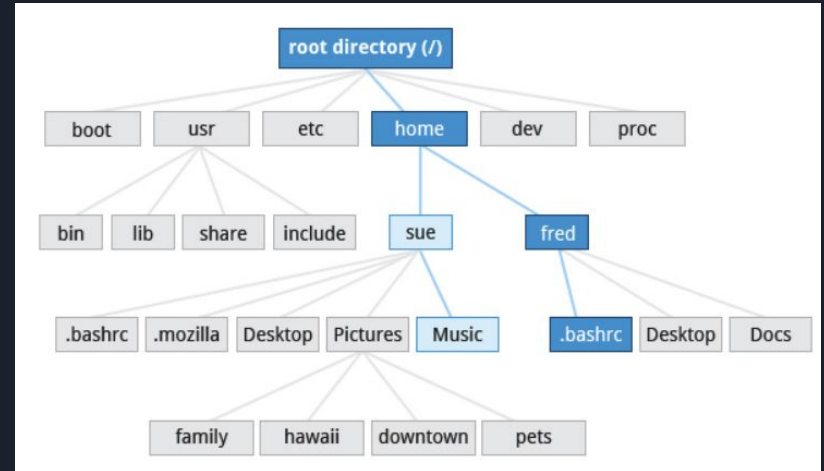 root directory (/)
boot usr etc home dev proc
bin lib share include sue fred
.bashrc .mozilla Desktop Pictures Music .bashrc Desktop Docs
family hawaii downtown pets